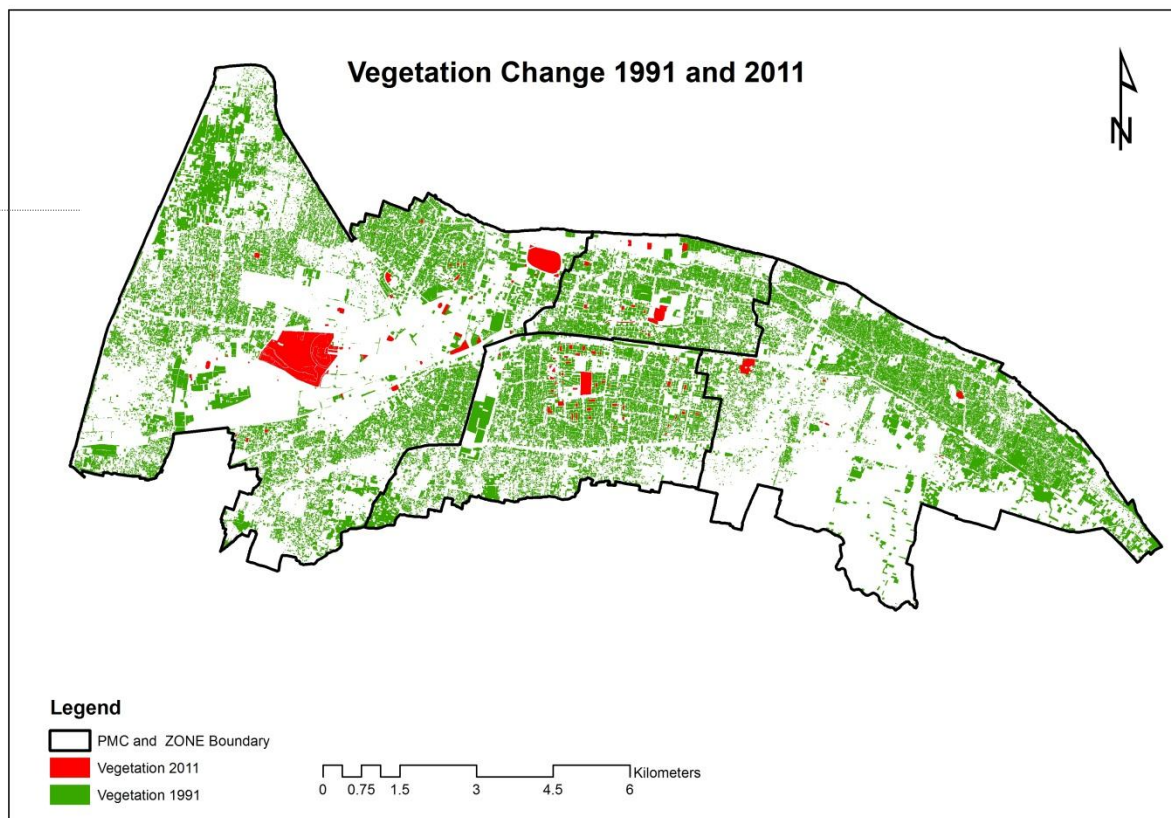 Vegetation Change 1991 and 2011
N
Legend
PMC and ZONE Boundary
Vegetation 2011
Vegetation 1991
Kilometers
0 0.75 1.5 3 4.5 6